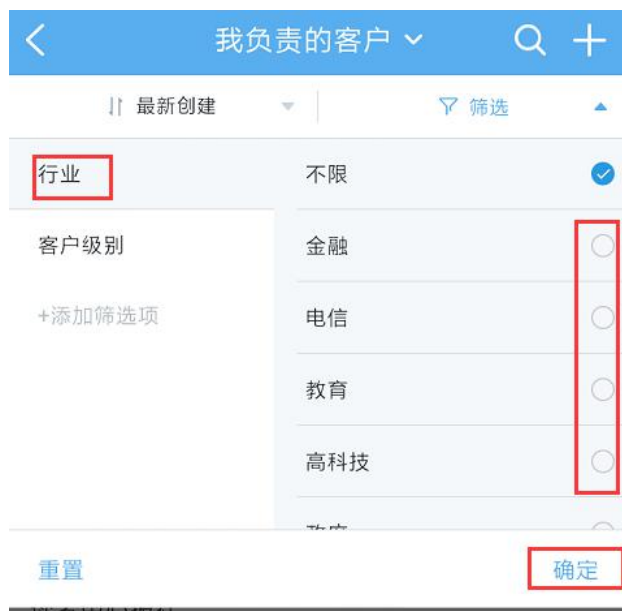 我负责的客户
最新创建
筛选
行业
不限
客户级别
金融
+添加筛选项
电信
教育
高科技
重置
确定